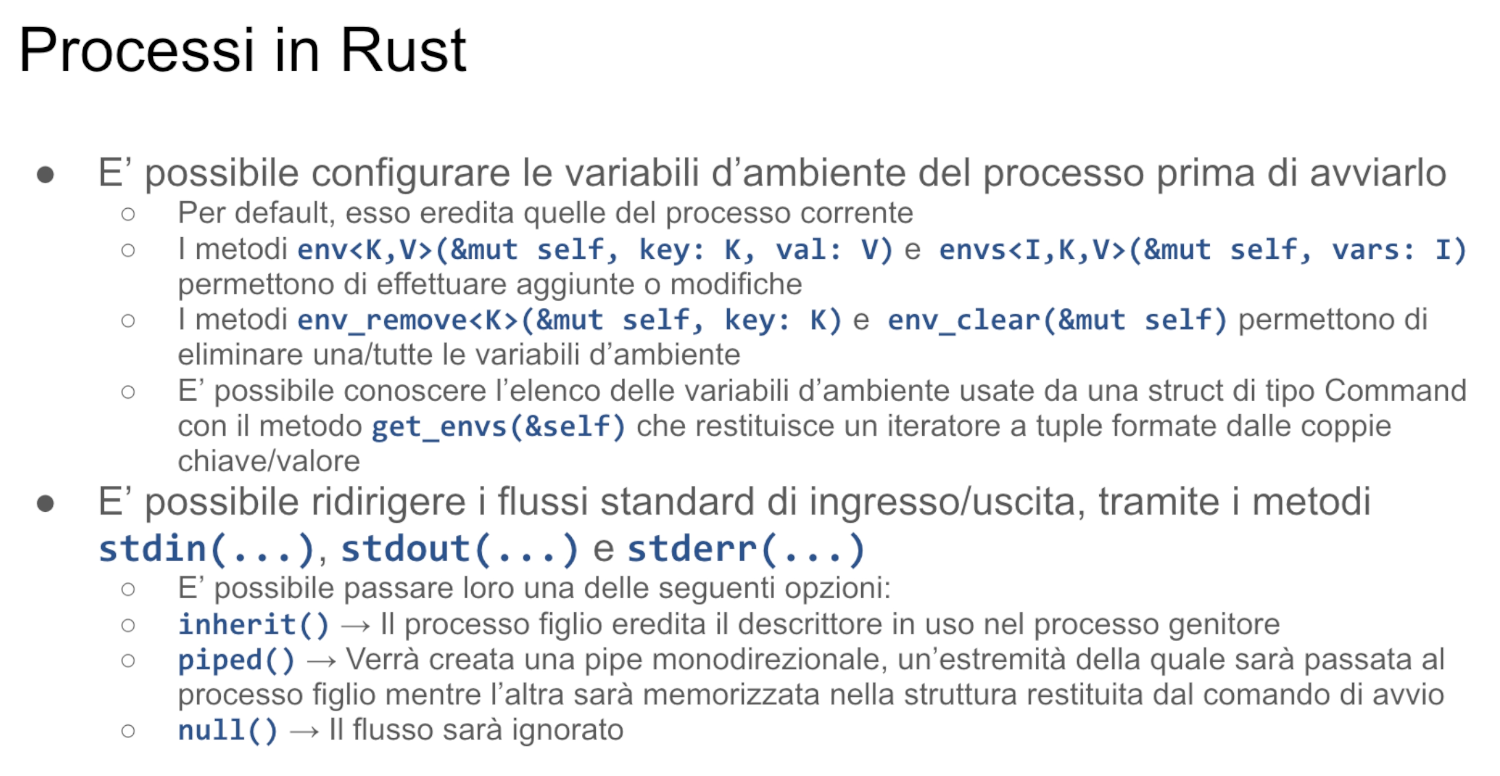 Processi in Rust
● E’ possibile configurare le variabili d’ambiente del processo prima di avviarlo
○ Per default, esso eredita quelle del processo corrente
○ I metodi env<K,V>(&mut self, key: K, val: V) e envs<I,K,V>(&mut self, vars: I)
permettono di effettuare aggiunte o modifiche
○ I metodi env_remove<K>(&mut self, key: K) e env_clear(&mut self) permettono di
eliminare una/tutte le variabili d’ambiente
○ E’ possibile conoscere l’elenco delle variabili d’ambiente usate da una struct di tipo Command
con il metodo get_envs(&self) che restituisce un iteratore a tuple formate dalle coppie
chiave/valore
● E’ possibile ridirigere i flussi standard di ingresso/uscita, tramite i metodi
stdin(...), stdout(...) e stderr(...)
○ E’ possibile passare loro una delle seguenti opzioni:
○ inherit() → Il processo figlio eredita il descrittore in uso nel processo genitore
○ piped() → Verrà creata una pipe monodirezionale, un’estremità della quale sarà passata al
processo figlio mentre l’altra sarà memorizzata nella struttura restituita dal comando di avvio
○ null() → Il flusso sarà ignorato